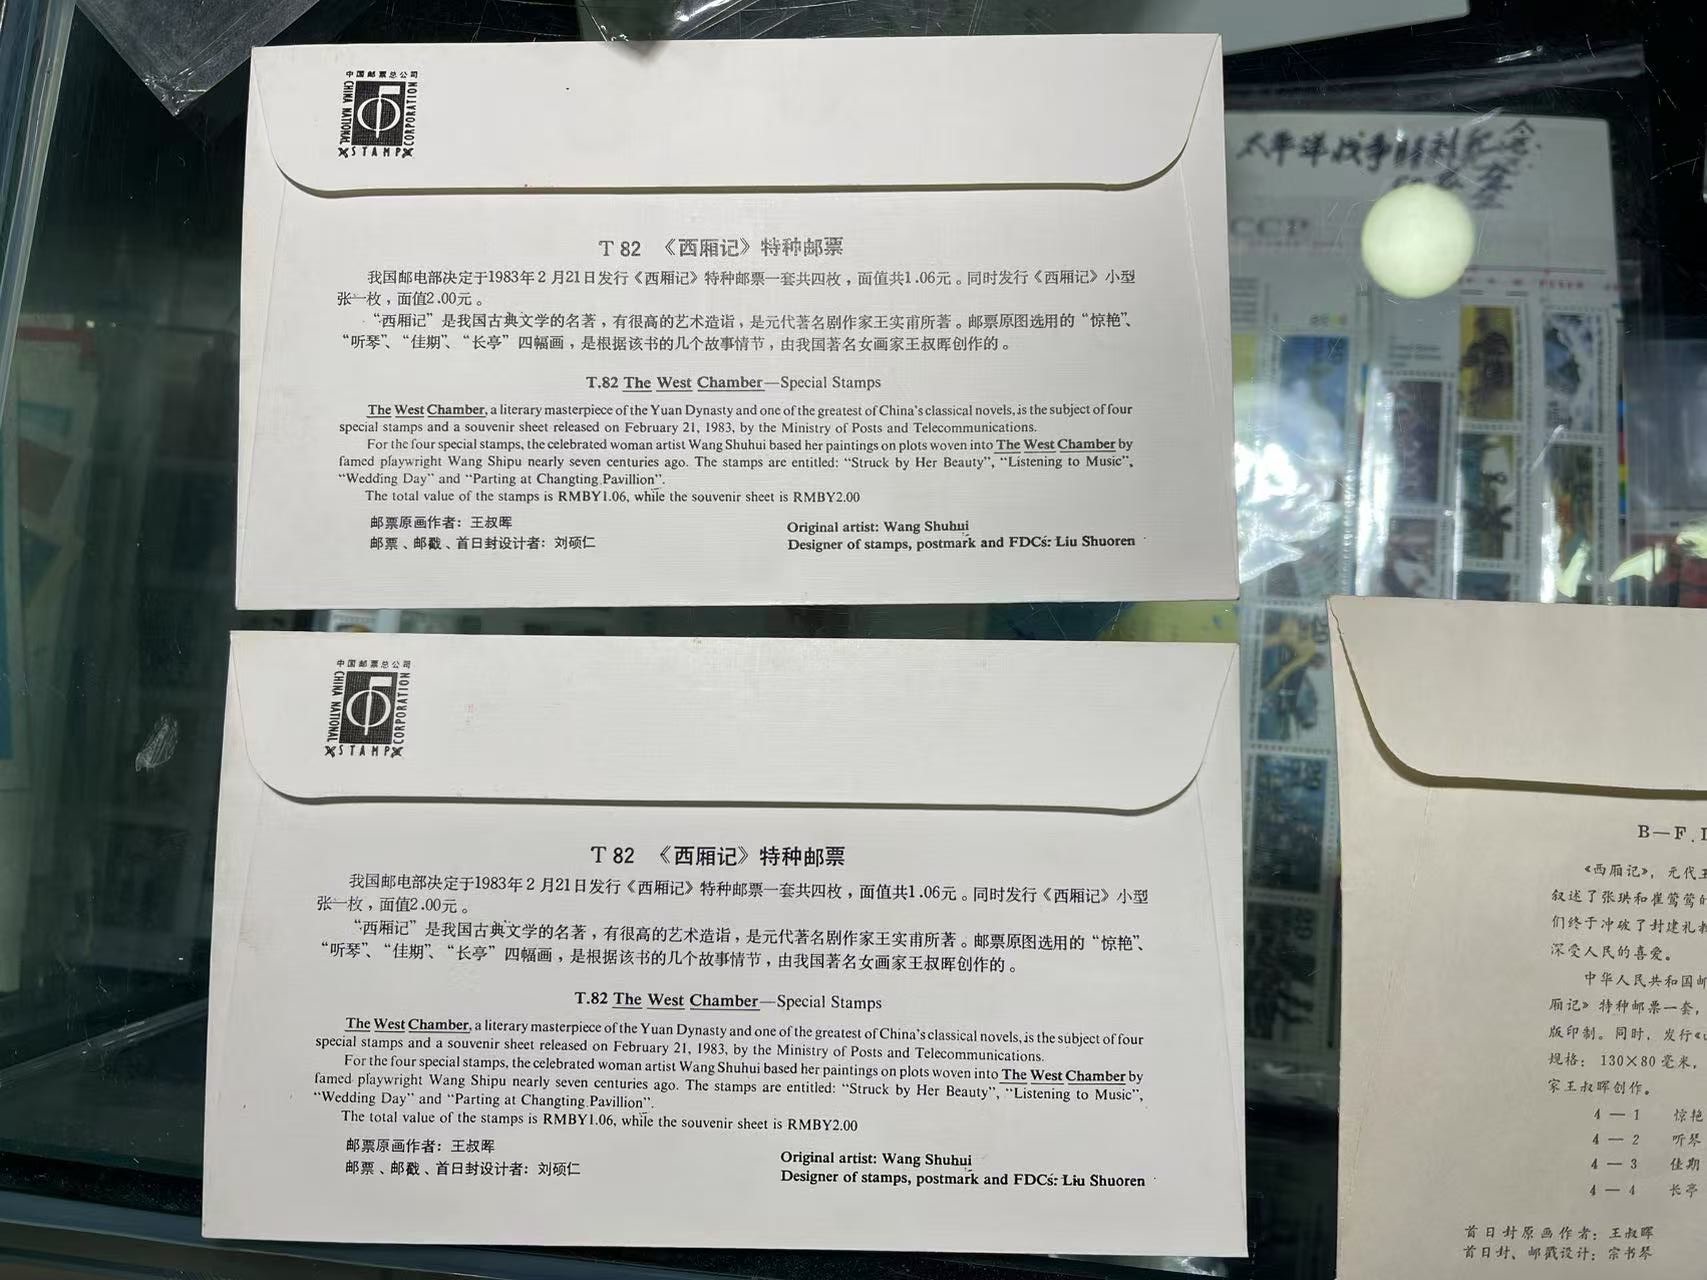 中国邮票总公司
CHINA NATIONAL
STAMP
CORPORATION
T 82 《西厢记》特种邮票
我国邮电部决定于1983年2月21日发行《西厢记》特种邮票一套共四枚，面值共1.06元。同时发行《西厢记》小型
张一枚，面值2.00元。
“西厢记”是我国古典文学的名著，有很高的艺术造诣，是元代著名剧作家王实甫所著。邮票原图选用的“惊艳”、
“听琴”、“佳期”、“长亭”四幅画，是根据该书的几个故事情节，由我国著名女画家王叔晖创作的。
T.82 The West Chamber—Special Stamps
The West Chamber, a literary masterpiece of the Yuan Dynasty and one of the greatest of China's classical novels, is the subject of four
special stamps and a souvenir sheet released on February 21, 1983, by the Ministry of Posts and Telecommunications.
For the four special stamps, the celebrated woman artist Wang Shuhui based her paintings on plots woven into The West Chamber by
famed playwright Wang Shipu nearly seven centuries ago. The stamps are entitled: “Struck by Her Beauty”, “Listening to Music”,
“Wedding Day” and “Parting at Changting Pavillion”.
The total value of the stamps is RMBY1.06, while the souvenir sheet is RMBY2.00
邮票原画作者：王叔晖
邮票、邮戳、首日封设计者：刘硕仁
Original artist: Wang Shuhui
Designer of stamps, postmark and FDCs: Liu Shuoren
太平洋战争胜利纪念
CCP
中国邮票总公司
CHINA NATIONAL
STAMP
CORPORATION
T 82 《西厢记》特种邮票
我国邮电部决定于1983年2月21日发行《西厢记》特种邮票一套共四枚，面值共1.06元。同时发行《西厢记》小型
张一枚，面值2.00元。
“西厢记”是我国古典文学的名著，有很高的艺术造诣，是元代著名剧作家王实甫所著。邮票原图选用的“惊艳”、
“听琴”、“佳期”、“长亭”四幅画，是根据该书的几个故事情节，由我国著名女画家王叔晖创作的。
T.82 The West Chamber—Special Stamps
The West Chamber, a literary masterpiece of the Yuan Dynasty and one of the greatest of China's classical novels, is the subject of four
special stamps and a souvenir sheet released on February 21, 1983, by the Ministry of Posts and Telecommunications.
For the four special stamps, the celebrated woman artist Wang Shuhui based her paintings on plots woven into The West Chamber by
famed playwright Wang Shipu nearly seven centuries ago. The stamps are entitled: “Struck by Her Beauty”, “Listening to Music”,
“Wedding Day” and “Parting at Changting Pavillion”.
The total value of the stamps is RMBY1.06, while the souvenir sheet is RMBY2.00
邮票原画作者：王叔晖
邮票、邮戳、首日封设计者：刘硕仁
Original artist: Wang Shuhui
Designer of stamps, postmark and FDCs: Liu Shuoren
B—F.
《西厢记》，元代
叙述了张珙和崔莺莺
们终于冲破了封建礼
深受人民的喜爱。
中华人民共和国邮
厢记》特种邮票一套，
版印制。同时，发行《
规格：130×80毫米，
家王叔晖创作。
4—1 惊艳
4—2 听琴
4—3 佳期
4—4 长亭
首日封原画作者：王叔晖
首日封、邮戳设计：宗书琴